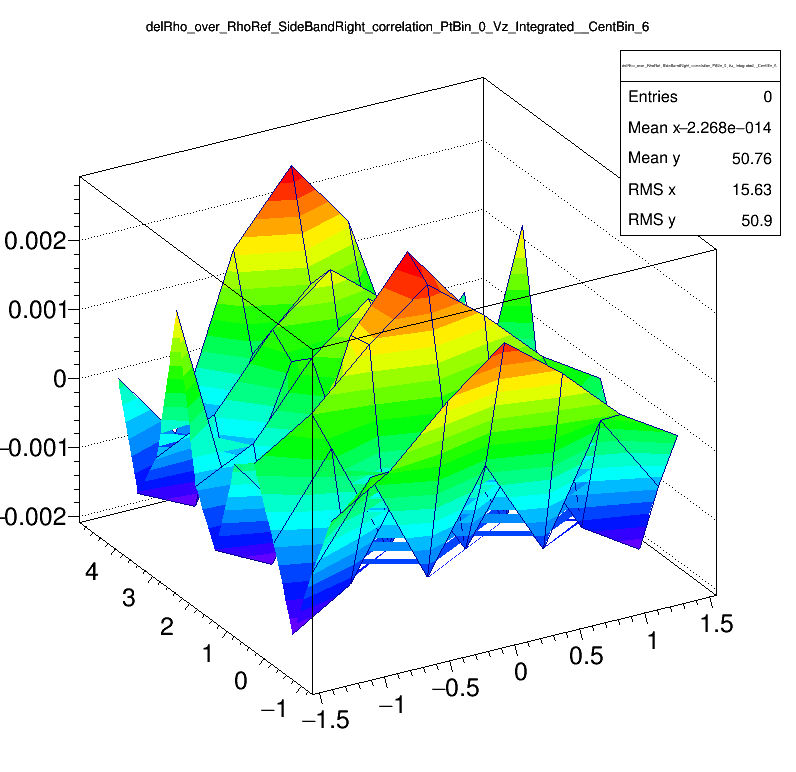 delRho_over_RhoRef_SideBandRight_correlation_PtBin_0_Vz_Integrated__CentBin_6
delRho_over_RhoRef_SideBandRight_correlation_PtBin_0_Vz_Integrated__CentBin_6
Entries 0
Mean x −2.268e−014
Mean y 50.76
RMS x 15.63
RMS y 50.9
0.002
0.001
0
−0.001
−0.002
4
3
2
1
0
−1
−1.5
−1
−0.5
0
0.5
1
1.5